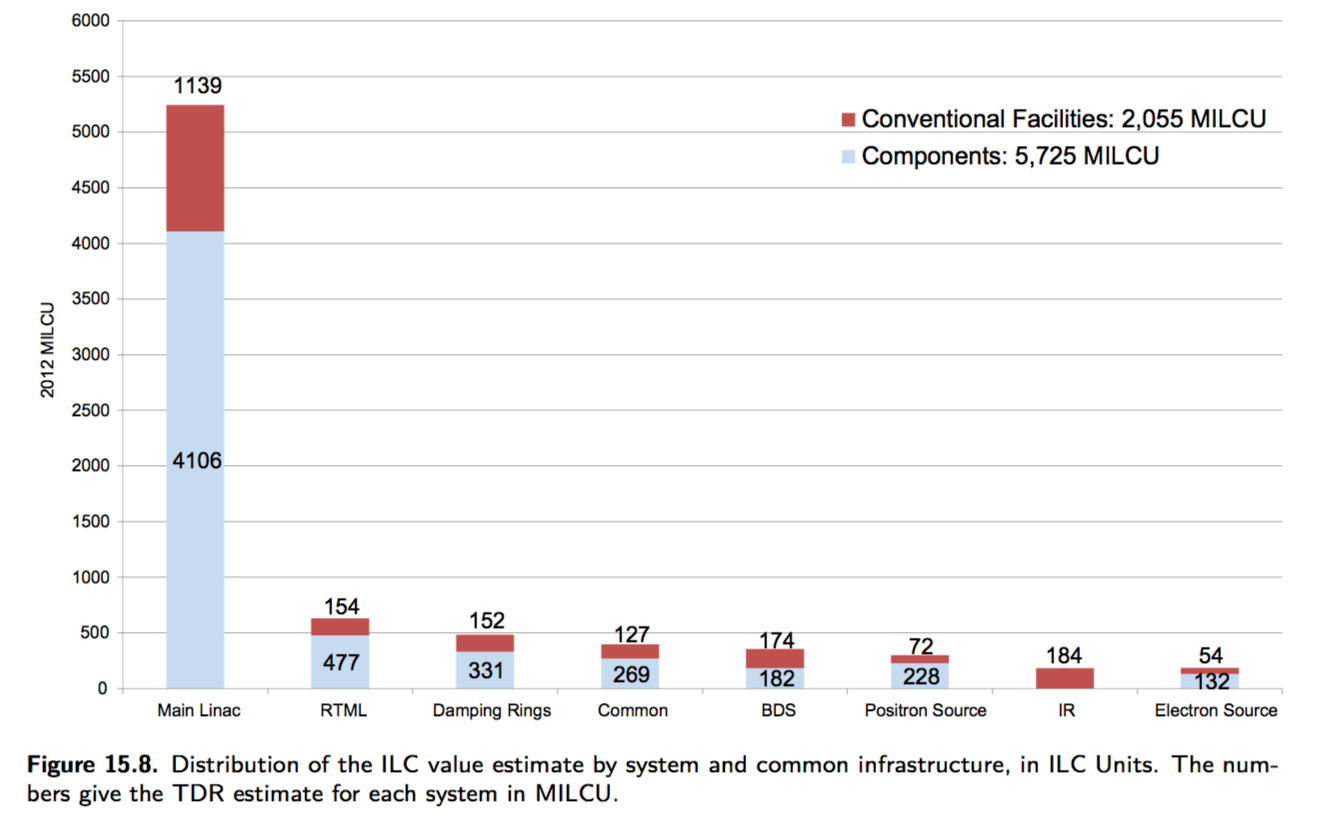 6000
5500
5000
4500
4000
3500
3000
2500
2000
1500
1000
500
0
2012 MILCU
Conventional Facilities: 2,055 MILCU
Components: 5,725 MILCU
1139
4106
154
477
152
331
127
269
174
182
72
228
184
54
132
Main Linac
RTML
Damping Rings
Common
BDS
Positron Source
IR
Electron Source
Figure 15.8. Distribution of the ILC value estimate by system and common infrastructure, in ILC Units. The num-
bers give the TDR estimate for each system in MILCU.